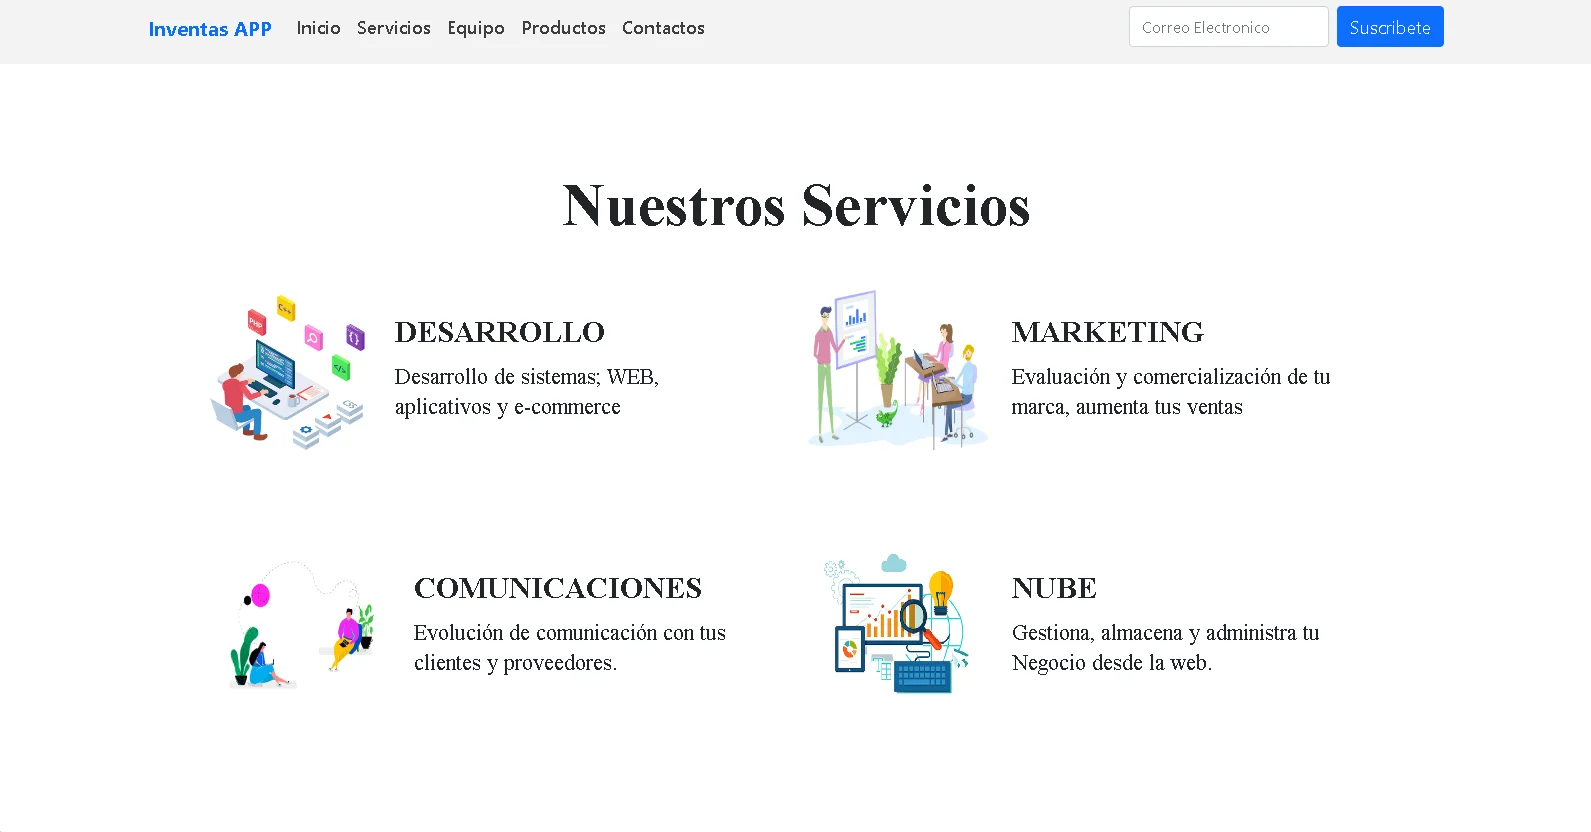 Inventas APP Inicio Servicios Equipo Productos Contactos Correo Electronico Suscribete
Nuestros Servicios
PHP
C++
{ }
</>
DESARROLLO
Desarrollo de sistemas; WEB,
aplicativos y e-commerce
MARKETING
Evaluación y comercialización de tu
marca, aumenta tus ventas
COMUNICACIONES
Evolución de comunicación con tus
clientes y proveedores.
NUBE
Gestiona, almacena y administra tu
Negocio desde la web.